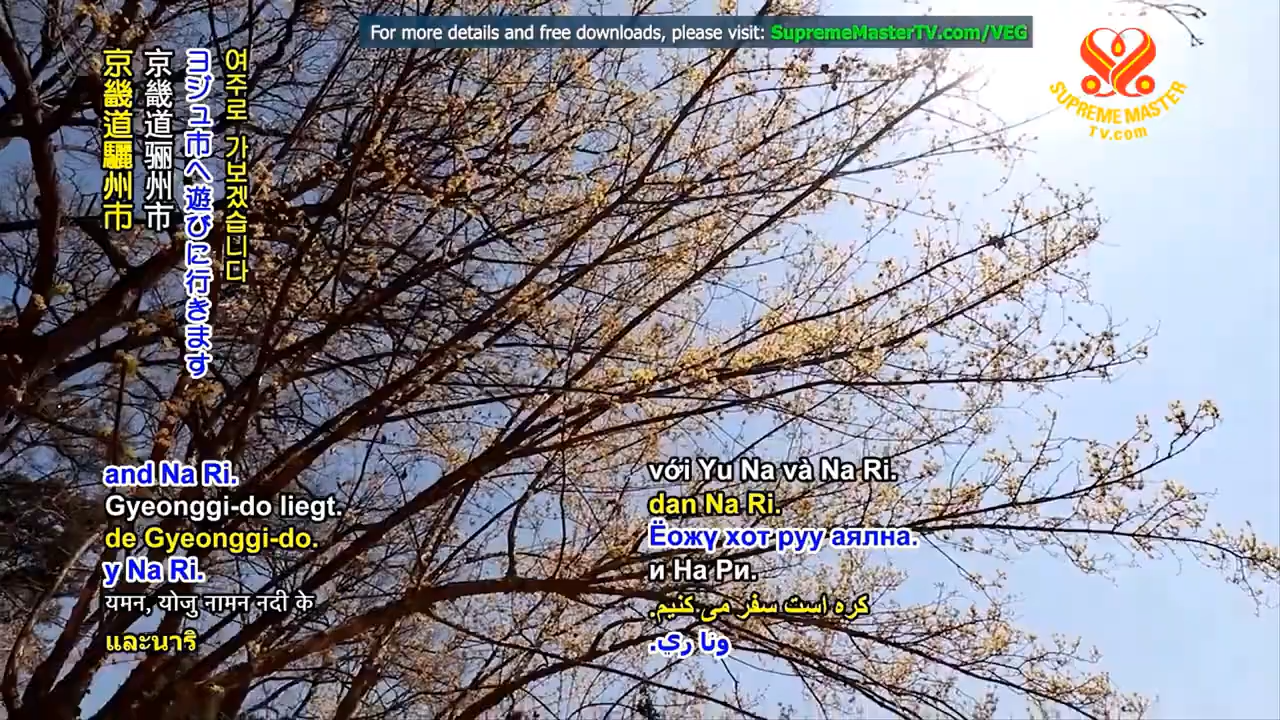 For more details and free downloads, please visit: SupremeMasterTV.com/VEG
SUPREME MASTER
TV.com
여주로 가보겠습니다
ヨジュ市へ遊びに行きます
京畿道骊州市
京畿道驪州市
and Na Ri.
Gyeonggi-do liegt.
de Gyeonggi-do.
y Na Ri.
यमन, योजु नामन नदी के
และนาริ
với Yu Na và Na Ri.
dan Na Ri.
Ёожү хот руу аялна.
и На Ри.
کره است سفر می کنیم.
ونا ري.